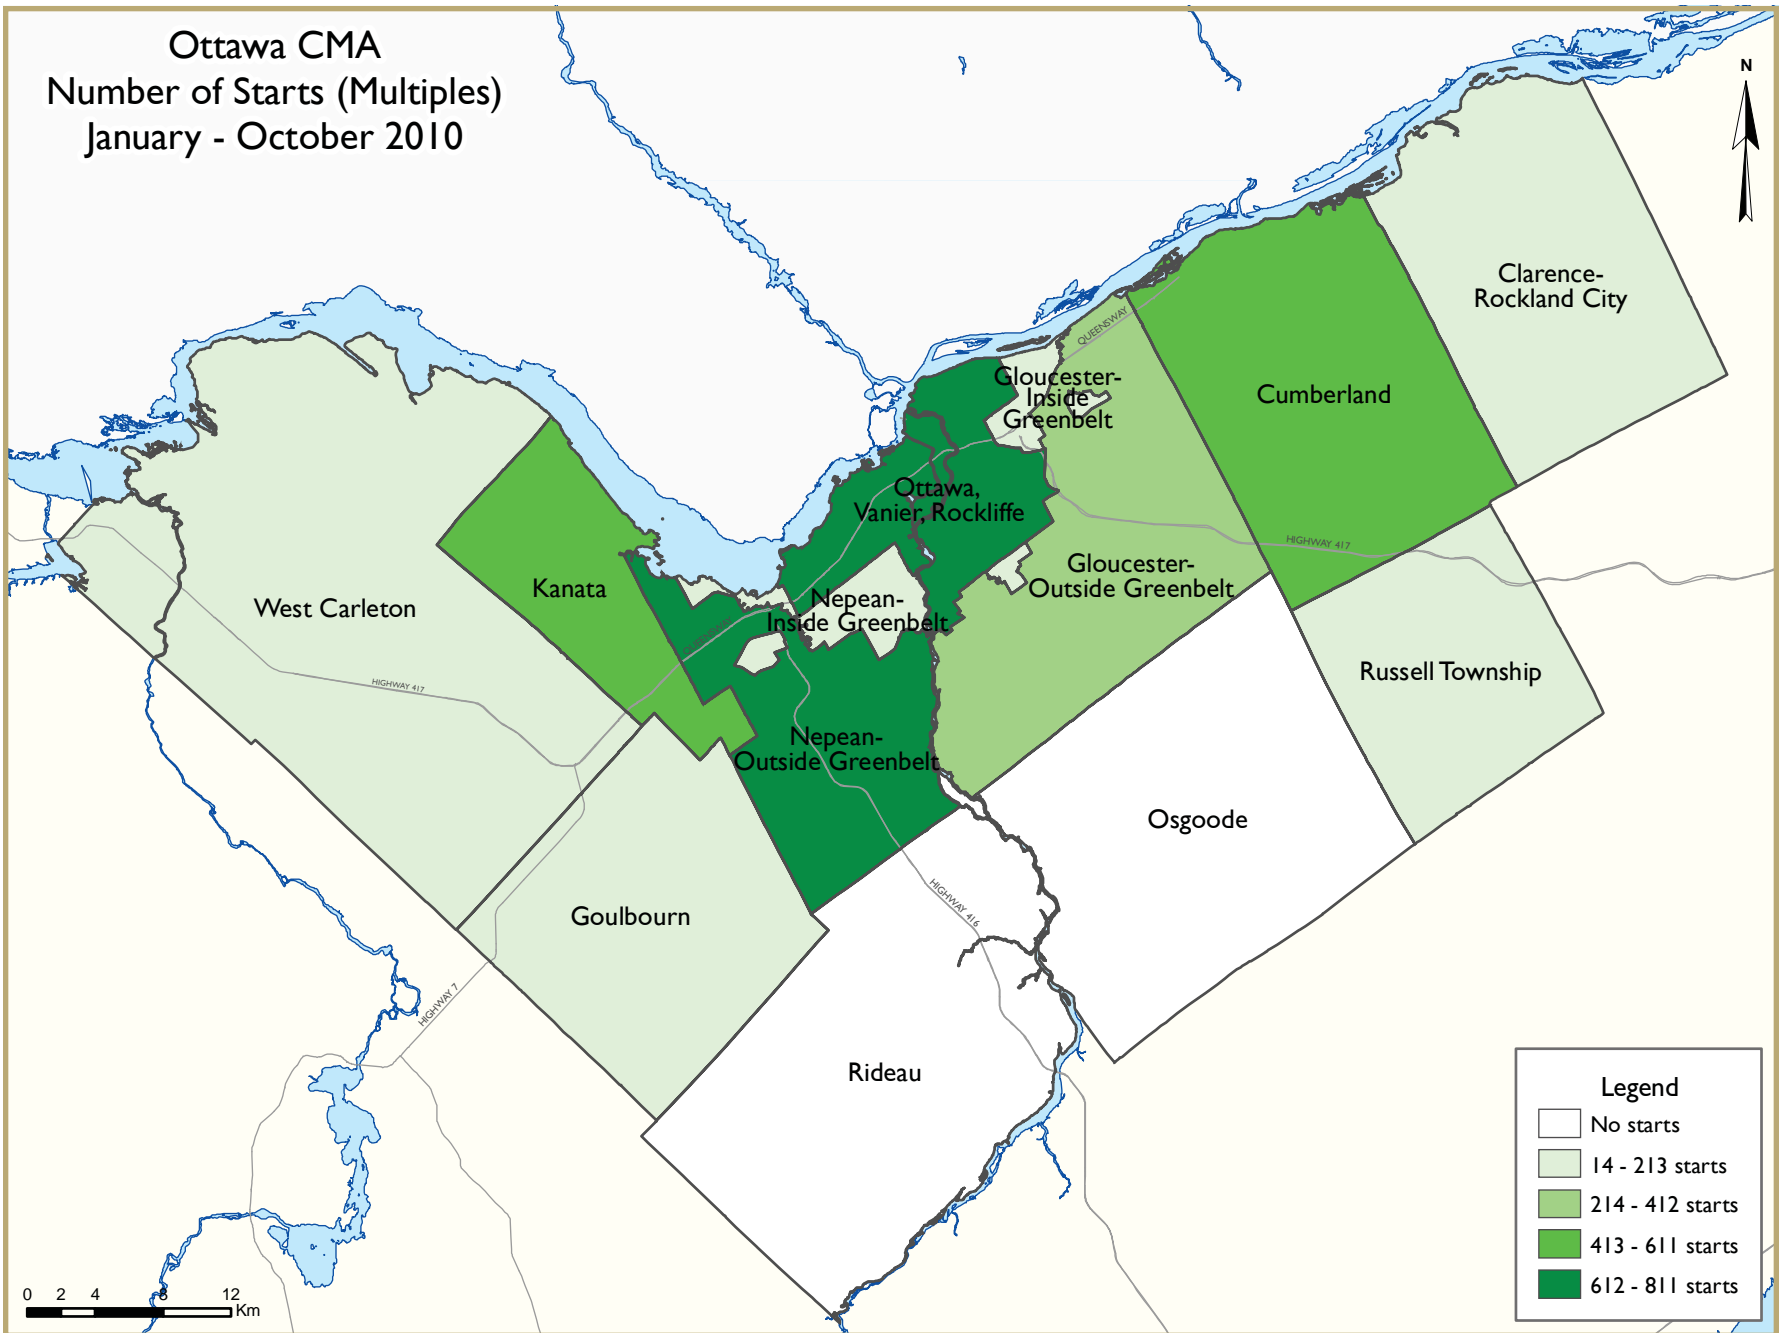 Ottawa CMA
Number of Starts (Multiples)
January - October 2010
N
Clarence-
Rockland City
QUEENSWAY
Gloucester-
Inside
Greenbelt
Cumberland
Ottawa,
Vanier, Rockliffe
HIGHWAY 417
Gloucester-
Outside Greenbelt
Kanata
West Carleton
Nepean-
Inside Greenbelt
QUEENSWAY
Russell Township
HIGHWAY 417
Nepean-
Outside Greenbelt
Osgoode
Goulbourn
HIGHWAY 416
HIGHWAY 7
Rideau
Legend
No starts
14 - 213 starts
214 - 412 starts
413 - 611 starts
612 - 811 starts
0 2 4 8 12
Km